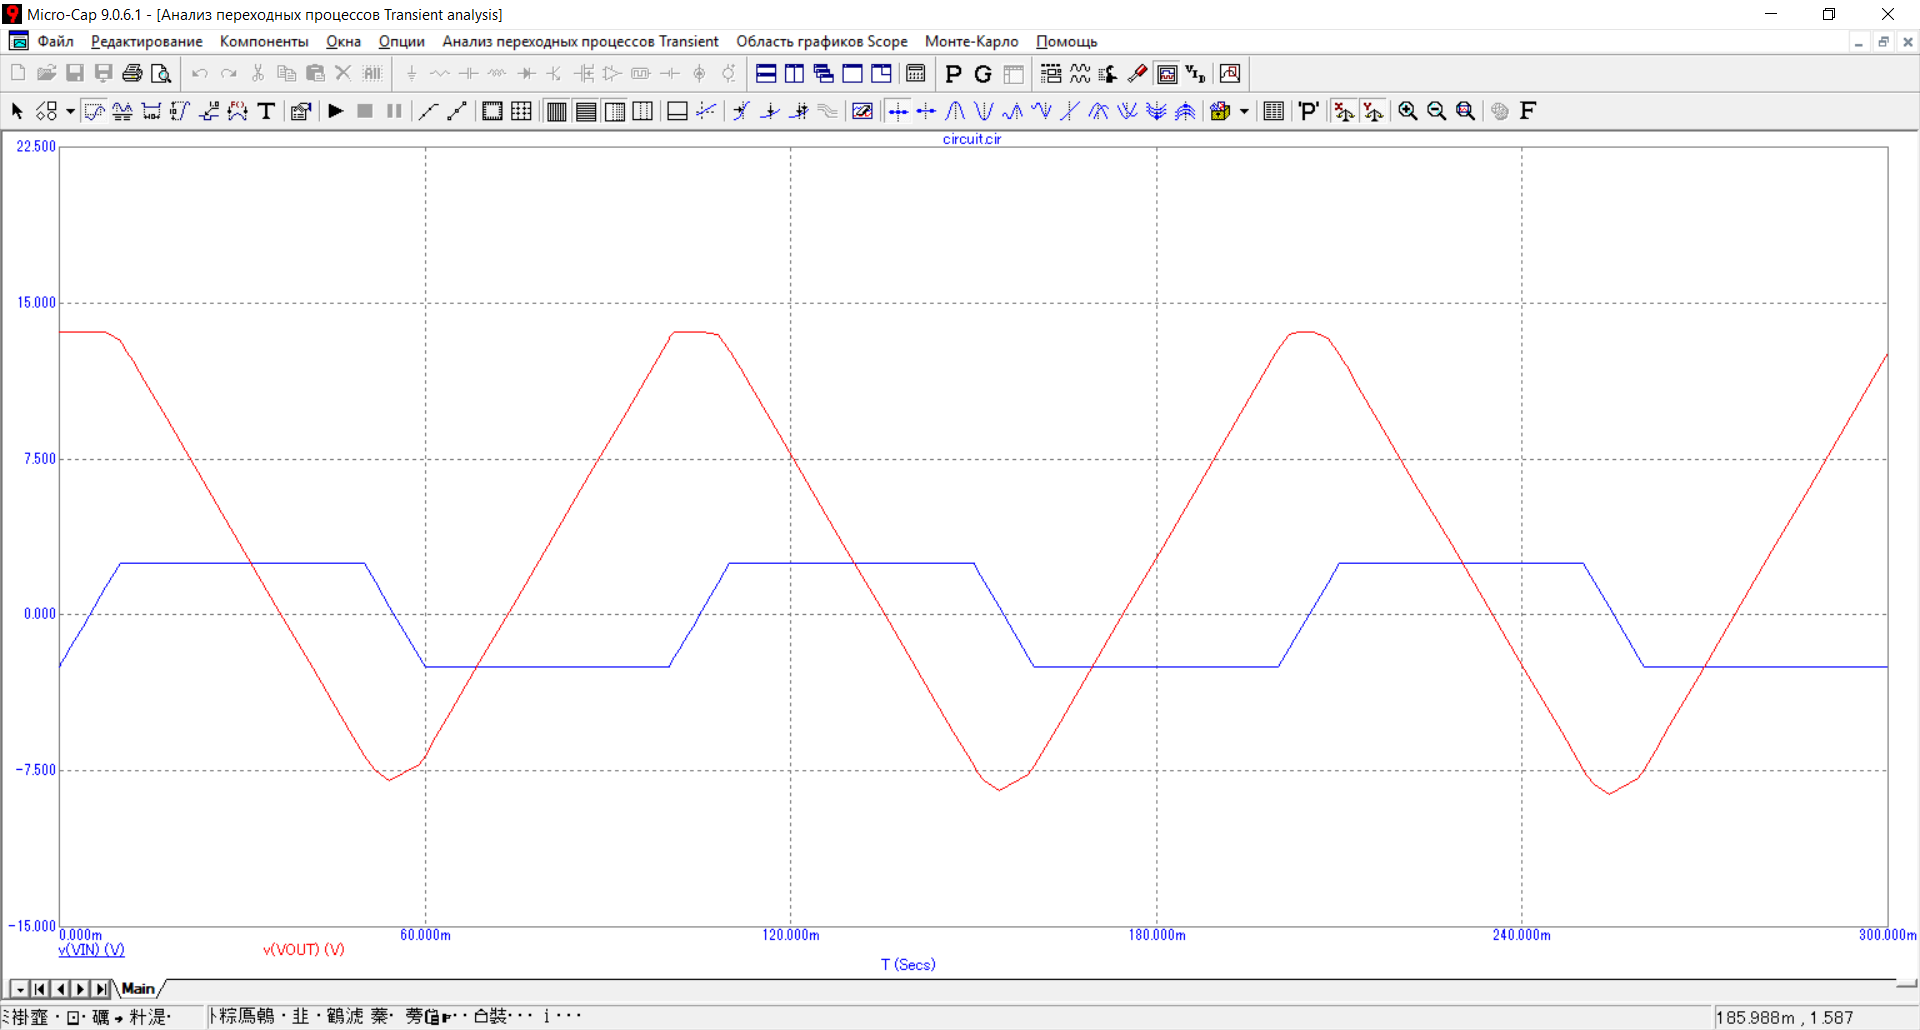 Micro-Cap 9.0.6.1 - [Анализ переходных процессов Transient analysis]
Файл Редактирование Компоненты Окна Опции Анализ переходных процессов Transient Область графиков Scope Монте-Карло Помощь
circuit.cir
22.500
15.000
7.500
0.000
-7.500
-15.000
0.000m 60.000m 120.000m 180.000m 240.000m 300.000m
v(VIN) (V) v(VOUT) (V)
T (Secs)
Main
185.988m , 1.587